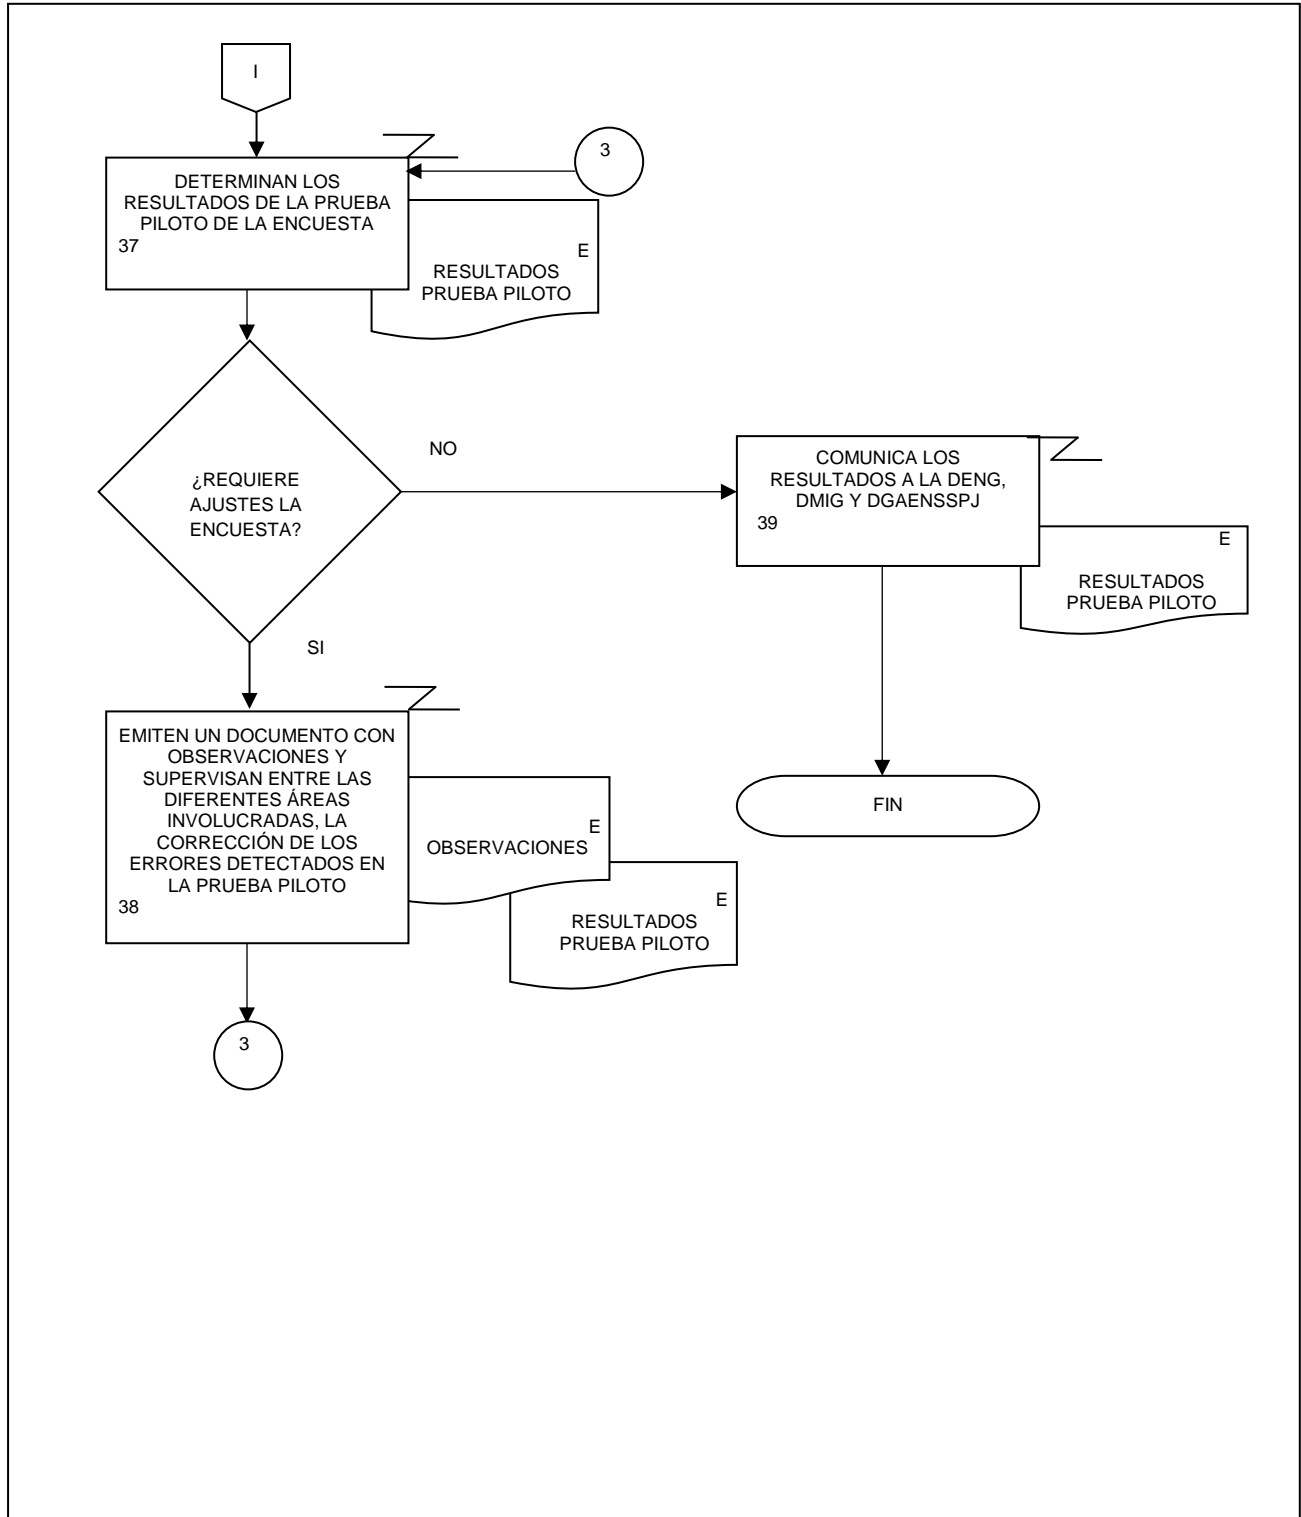 I
3
DETERMINAN LOS
RESULTADOS DE LA PRUEBA
PILOTO DE LA ENCUESTA
37
E
RESULTADOS
PRUEBA PILOTO
¿REQUIERE
AJUSTES LA
ENCUESTA?
NO
COMUNICA LOS
RESULTADOS A LA DENG,
DMIG Y DGAENSSPJ
39
E
RESULTADOS
PRUEBA PILOTO
SI
EMITEN UN DOCUMENTO CON
OBSERVACIONES Y
SUPERVISAN ENTRE LAS
DIFERENTES ÁREAS
INVOLUCRADAS, LA
CORRECCIÓN DE LOS
ERRORES DETECTADOS EN
LA PRUEBA PILOTO
38
E
OBSERVACIONES
E
RESULTADOS
PRUEBA PILOTO
FIN
3